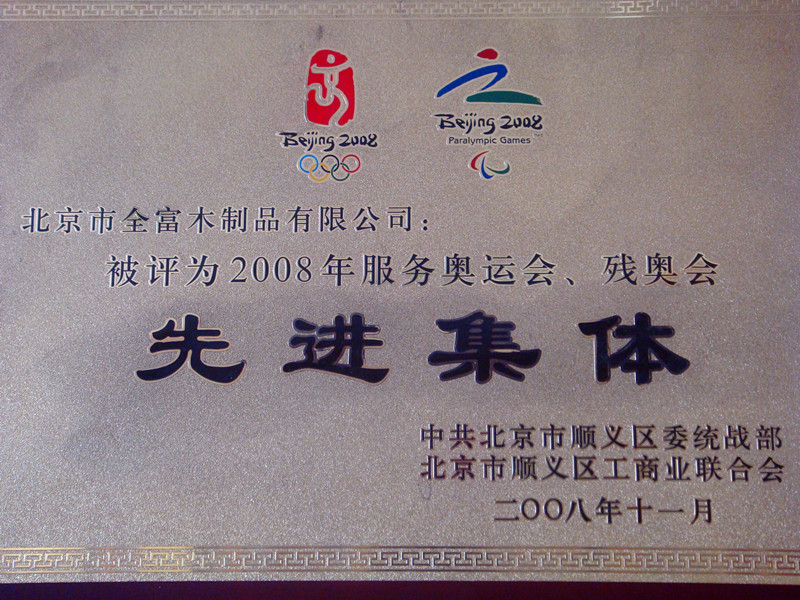 Beijing 2008
Beijing 2008
Paralympic Games
北京市全富木制品有限公司：
被评为2008年服务奥运会、残奥会
先进集体
中共北京市顺义区委统战部
北京市顺义区工商业联合会
二〇〇八年十一月